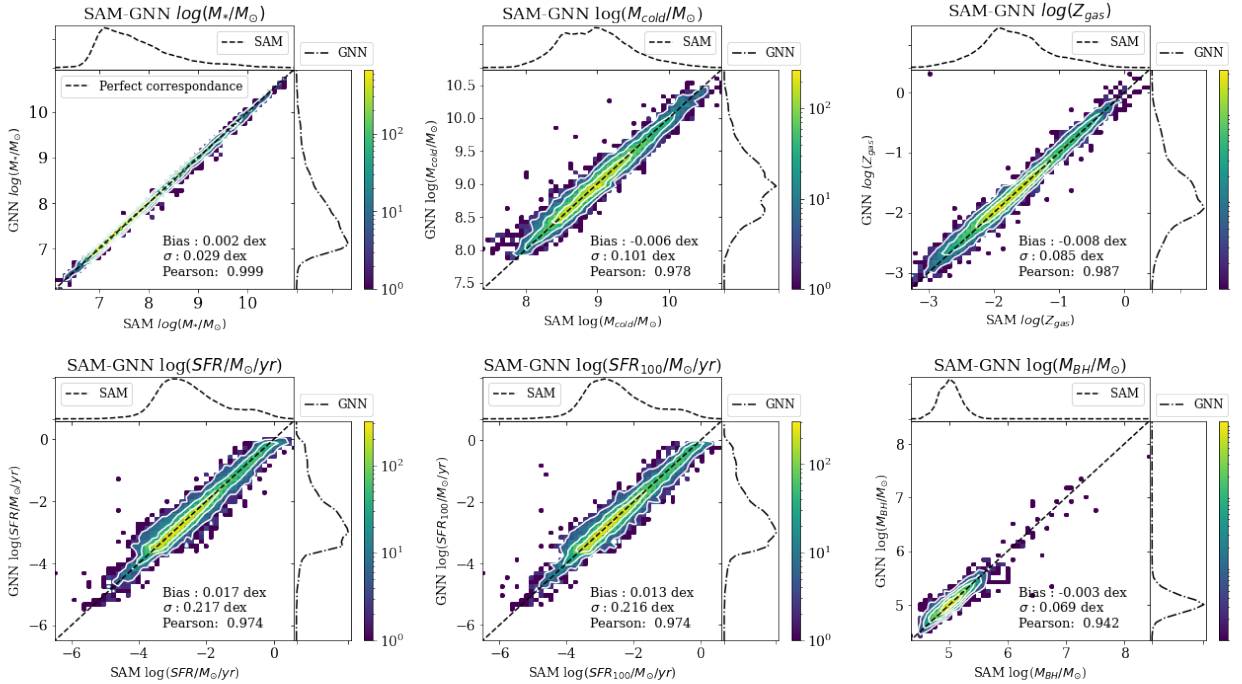 SAM-GNN log(M*/M⊙)
SAM
GNN
Perfect correspondance
10
9
8
7
GNN log(M*/M⊙)
Bias : 0.002 dex
σ : 0.029 dex
Pearson: 0.999
7 8 9 10
SAM log(M*/M⊙)
10²
10¹
10⁰
SAM-GNN log(M_cold/M⊙)
SAM
GNN
10.5
10.0
9.5
9.0
8.5
8.0
7.5
GNN log(M_cold/M⊙)
Bias : -0.006 dex
σ : 0.101 dex
Pearson: 0.978
8 9 10
SAM log(M_cold/M⊙)
10²
10¹
10⁰
SAM-GNN log(Z_gas)
SAM
GNN
0
−1
−2
−3
GNN log(Z_gas)
Bias : -0.008 dex
σ : 0.085 dex
Pearson: 0.987
−3 −2 −1 0
SAM log(Z_gas)
SAM-GNN log(SFR/M⊙/yr)
SAM
GNN
0
−2
−4
−6
GNN log(SFR/M⊙/yr)
Bias : 0.017 dex
σ : 0.217 dex
Pearson: 0.974
−6 −4 −2 0
SAM log(SFR/M⊙/yr)
10²
10¹
10⁰
SAM-GNN log(SFR₁₀₀/M⊙/yr)
SAM
GNN
0
−2
−4
−6
GNN log(SFR₁₀₀/M⊙/yr)
Bias : 0.013 dex
σ : 0.216 dex
Pearson: 0.974
−6 −4 −2 0
SAM log(SFR₁₀₀/M⊙/yr)
10²
10¹
10⁰
SAM-GNN log(M_BH/M⊙)
SAM
GNN
8
7
6
5
GNN log(M_BH/M⊙)
Bias : -0.003 dex
σ : 0.069 dex
Pearson: 0.942
5 6 7 8
SAM log(M_BH/M⊙)